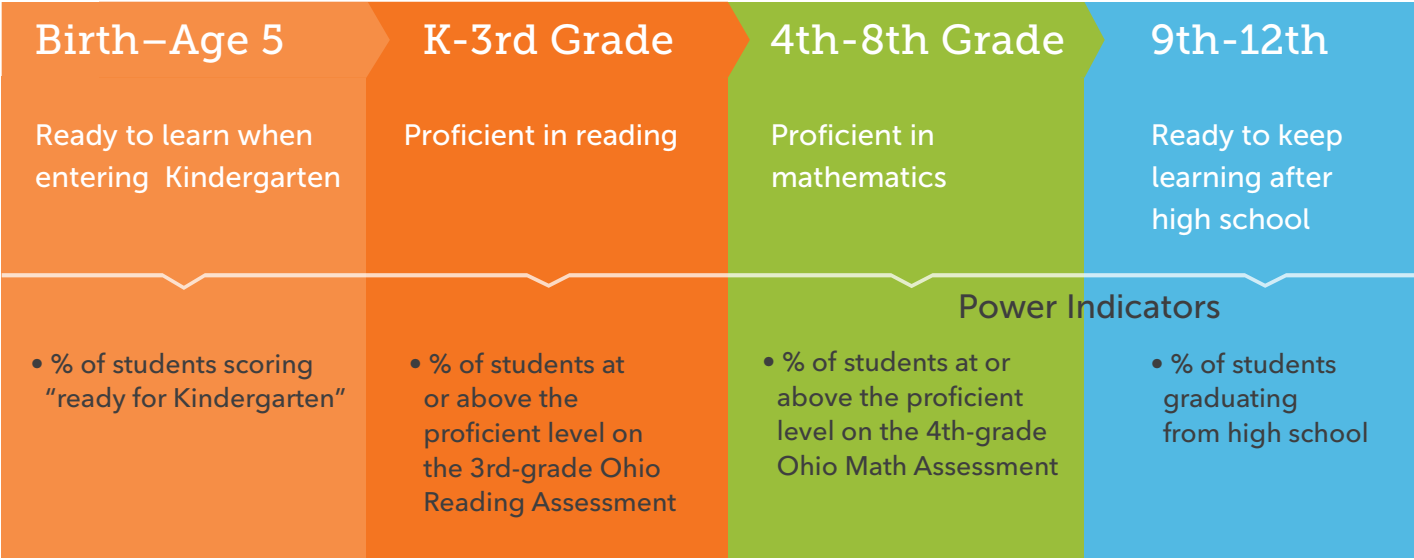 Birth–Age 5
K-3rd Grade
4th-8th Grade
9th-12th
Ready to learn when
entering Kindergarten
Proficient in reading
Proficient in
mathematics
Ready to keep
learning after
high school
Power Indicators
• % of students scoring
“ready for Kindergarten”
• % of students at
or above the
proficient level on
the 3rd-grade Ohio
Reading Assessment
• % of students at or
above the proficient
level on the 4th-grade
Ohio Math Assessment
• % of students
graduating
from high school